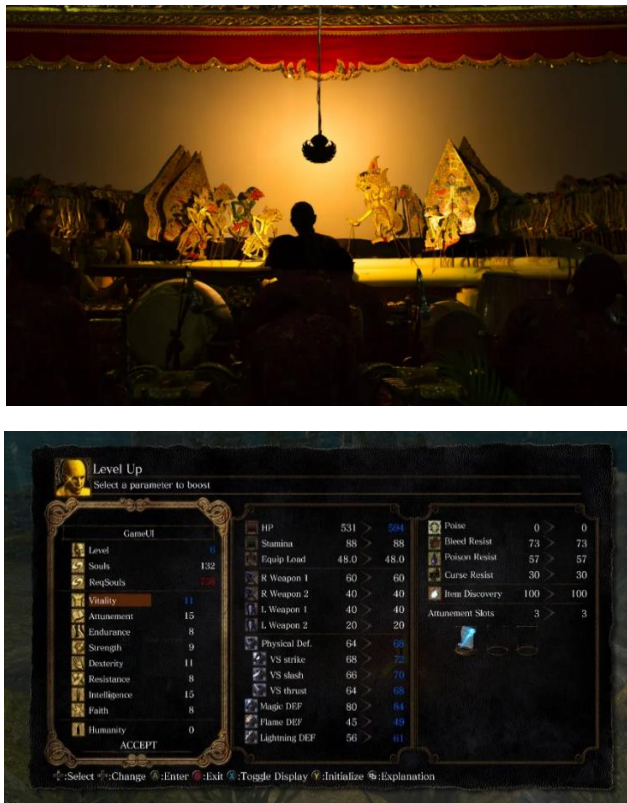 Level Up
Select a parameter to boost
GameUI
Level 6
Souls 132
ReqSouls
Vitality 11
Attunement 15
Endurance 8
Strength 9
Dexterity 11
Resistance 8
Intelligence 15
Faith 8
Humanity 0
ACCEPT
HP 531 > 594
Stamina 88 > 88
Equip Load 48.0 > 48.0
R Weapon 1 60 > 60
R Weapon 2 40 > 40
L Weapon 1 40 > 40
L Weapon 2 20 > 20
Physical Def. 64 > 68
VS strike 68 > 72
VS slash 66 > 70
VS thrust 64 > 68
Magic DEF 80 > 84
Flame DEF 45 > 49
Lightning DEF 56 > 61
Poise 0 > 0
Bleed Resist 73 > 73
Poison Resist 57 > 57
Curse Resist 30 > 30
Item Discovery 100 > 100
Attunement Slots 3 > 3
:Select :Change A:Enter B:Exit X:Toggle Display Y:Initialize :Explanation